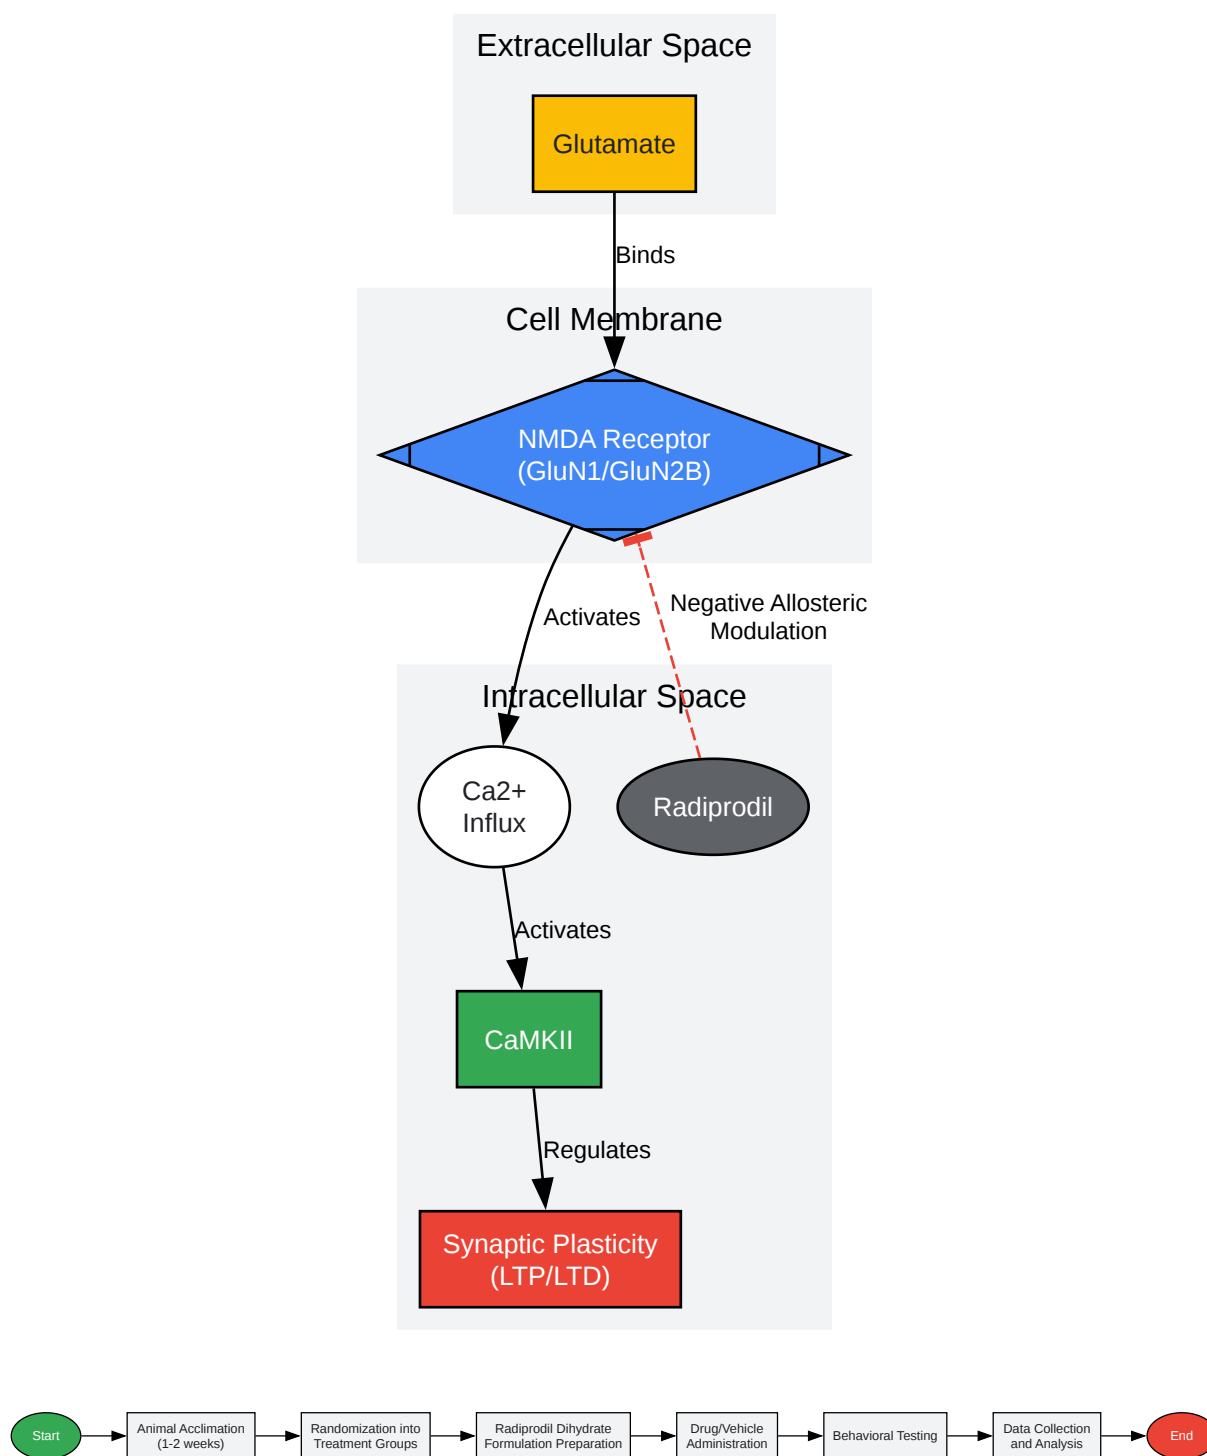 Extracellular Space
Glutamate
Binds
Cell Membrane
NMDA Receptor
(GluN1/GluN2B)
Activates
Negative Allosteric
Modulation
Intracellular Space
Ca2+
Influx
Radiprodil
Activates
CaMKII
Regulates
Synaptic Plasticity
(LTP/LTD)
Start
Animal Acclimation
(1-2 weeks)
Randomization into
Treatment Groups
Radiprodil Dihydrate
Formulation Preparation
Drug/Vehicle
Administration
Behavioral Testing
Data Collection
and Analysis
End